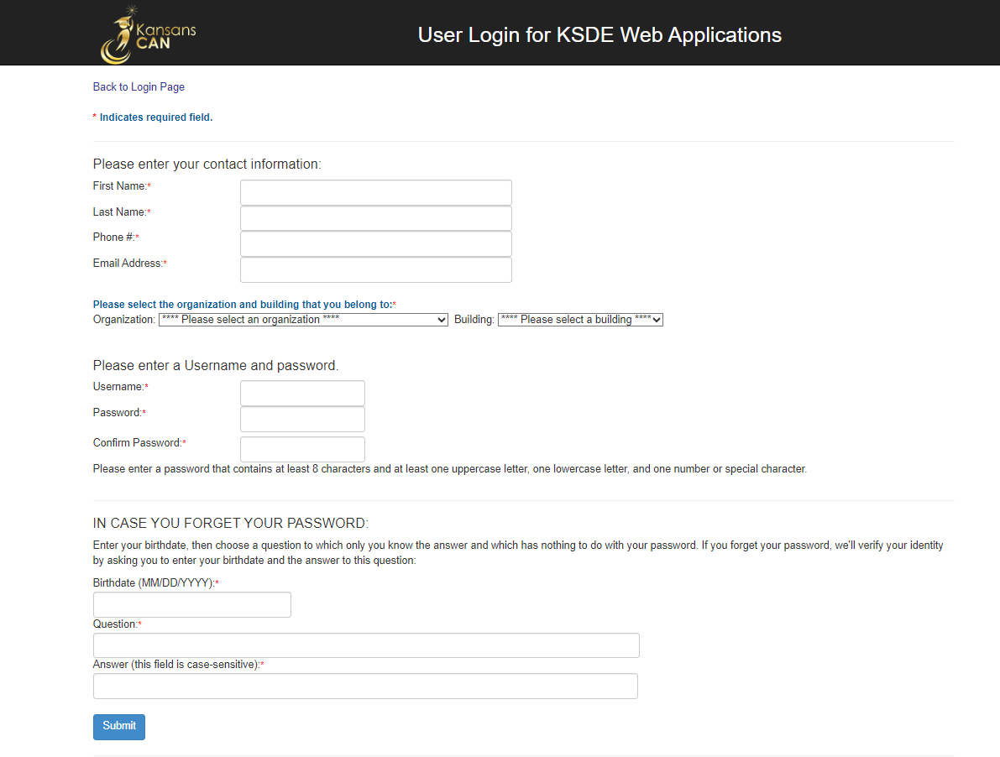 Kansans
CAN
User Login for KSDE Web Applications
Back to Login Page
* Indicates required field.
Please enter your contact information:
First Name:*
Last Name:*
Phone #:*
Email Address:*
Please select the organization and building that you belong to:*
Organization: **** Please select an organization **** Building: **** Please select a building ****
Please enter a Username and password.
Username:*
Password:*
Confirm Password:*
Please enter a password that contains at least 8 characters and at least one uppercase letter, one lowercase letter, and one number or special character.
IN CASE YOU FORGET YOUR PASSWORD:
Enter your birthdate, then choose a question to which only you know the answer and which has nothing to do with your password. If you forget your password, we'll verify your identity
by asking you to enter your birthdate and the answer to this question:
Birthdate (MM/DD/YYYY):*
Question:*
Answer (this field is case-sensitive):*
Submit